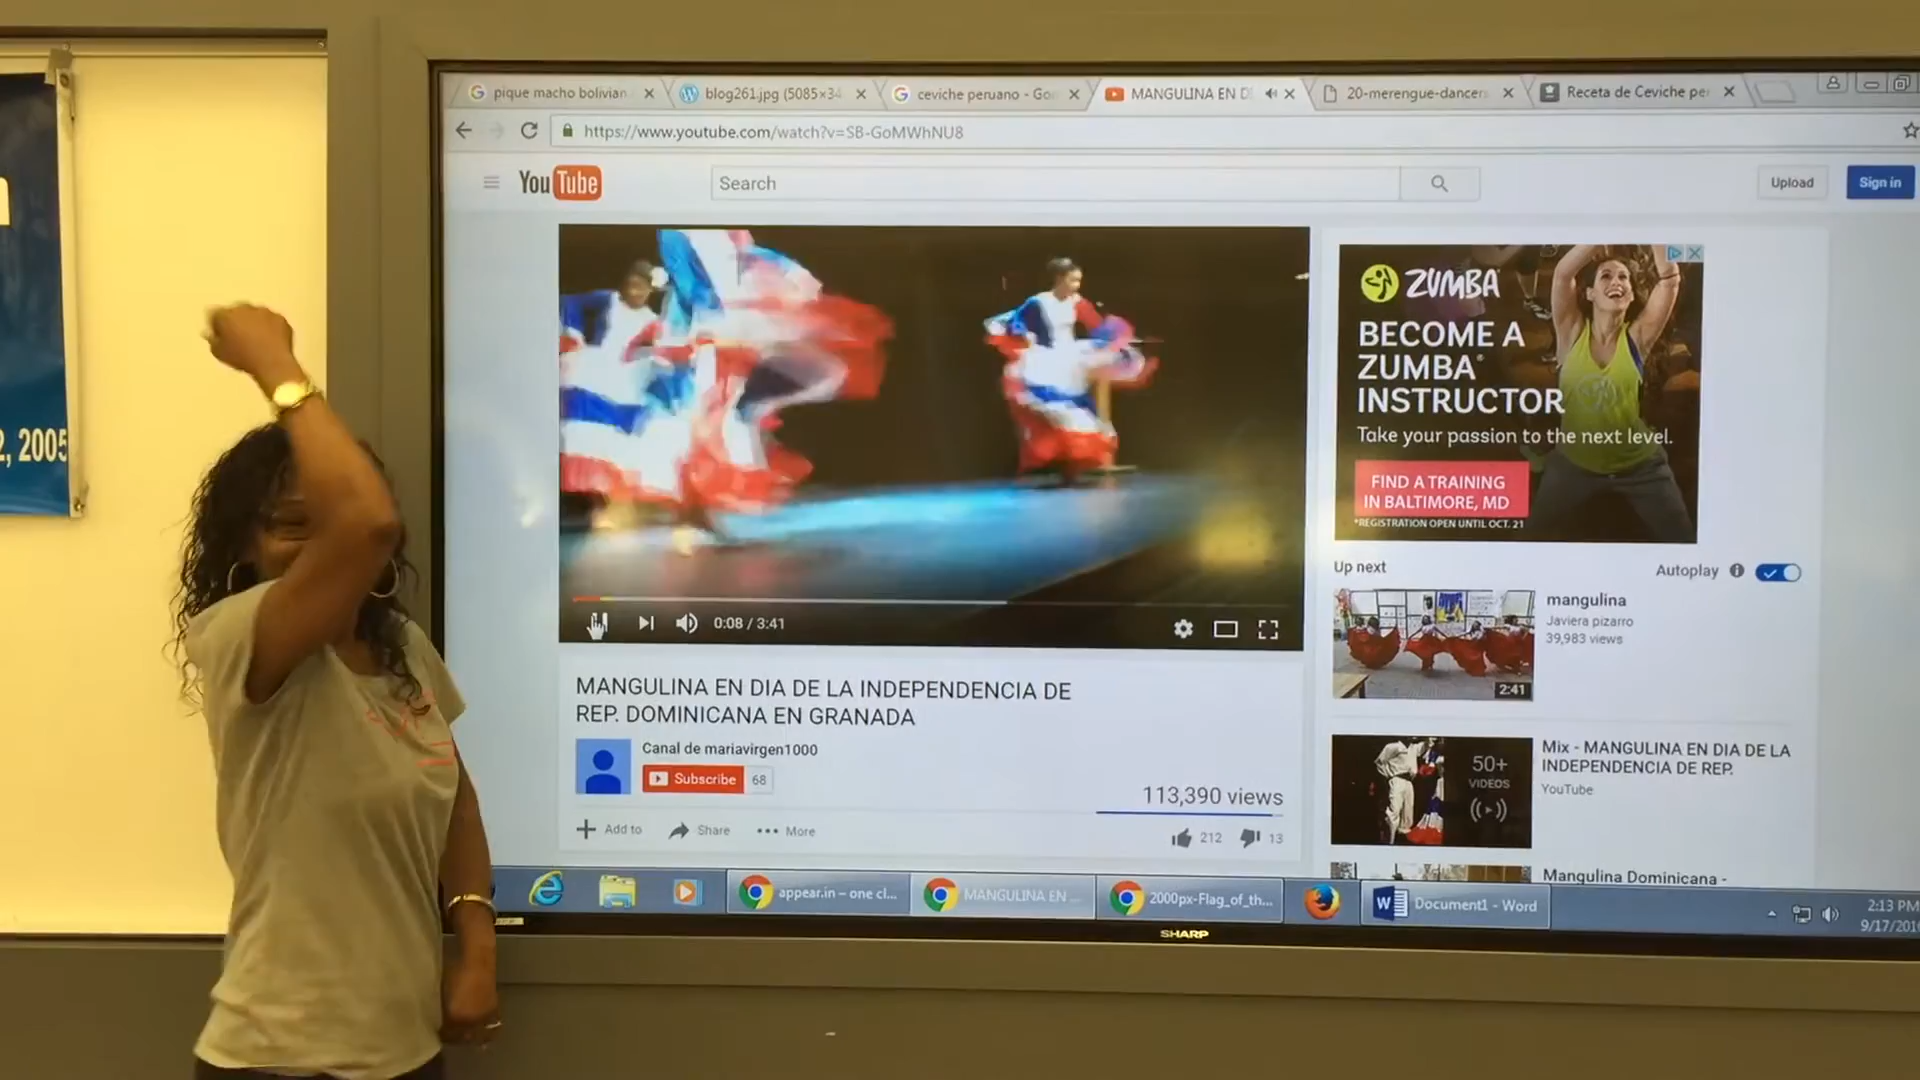 2, 2005
pique macho bolivian
blog261.jpg (5085×34
ceviche peruano - Go
MANGULINA EN D
20-merengue-dancer
Receta de Ceviche pe
https://www.youtube.com/watch?v=SB-GoMWhNU8
YouTube
Search
Upload
Sign in
ZUMBA
BECOME A
ZUMBA®
INSTRUCTOR
Take your passion to the next level.
FIND A TRAINING
IN BALTIMORE, MD
*REGISTRATION OPEN UNTIL OCT. 21
0:08 / 3:41
MANGULINA EN DIA DE LA INDEPENDENCIA DE
REP. DOMINICANA EN GRANADA
Canal de mariavirgen1000
Subscribe 68
113,390 views
Add to Share More
212 13
Up next
Autoplay
mangulina
Javiera pizarro
39,983 views
2:41
50+
VIDEOS
Mix - MANGULINA EN DIA DE LA
INDEPENDENCIA DE REP.
YouTube
Mangulina Dominicana -
appear.in – one cl...
MANGULINA EN ...
2000px-Flag_of_th...
Document1 - Word
2:13 PM
9/17/201
SHARP